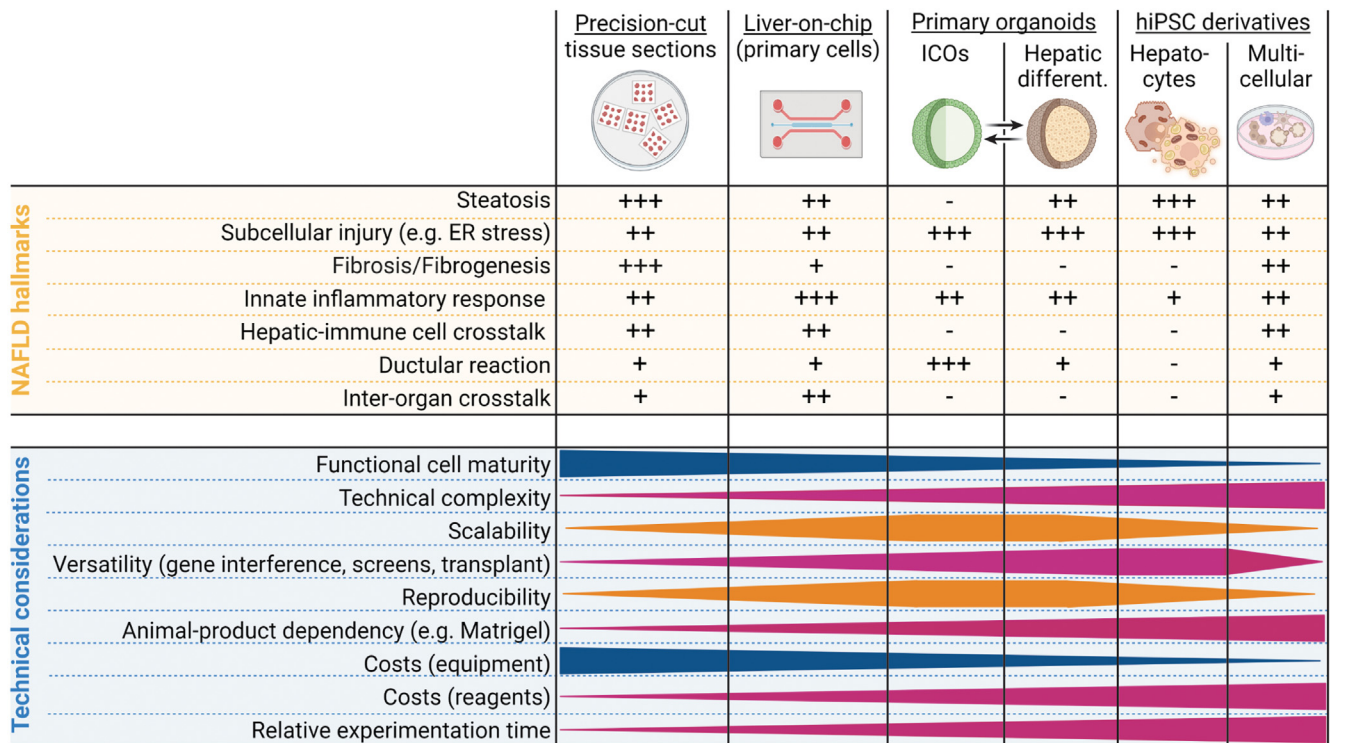 Precision-cut tissue sections
Liver-on-chip (primary cells)
Primary organoids
ICOs
Hepatic different.
hiPSC derivatives
Hepato-cytes
Multi-cellular
NAFLD hallmarks
Steatosis +++ ++ - ++ +++ ++
Subcellular injury (e.g. ER stress) ++ ++ +++ +++ +++ ++
Fibrosis/Fibrogenesis +++ + - - - ++
Innate inflammatory response ++ +++ ++ ++ + ++
Hepatic-immune cell crosstalk ++ ++ - - - ++
Ductular reaction + + +++ + - +
Inter-organ crosstalk + ++ - - - +
Technical considerations
Functional cell maturity
Technical complexity
Scalability
Versatility (gene interference, screens, transplant)
Reproducibility
Animal-product dependency (e.g. Matrigel)
Costs (equipment)
Costs (reagents)
Relative experimentation time